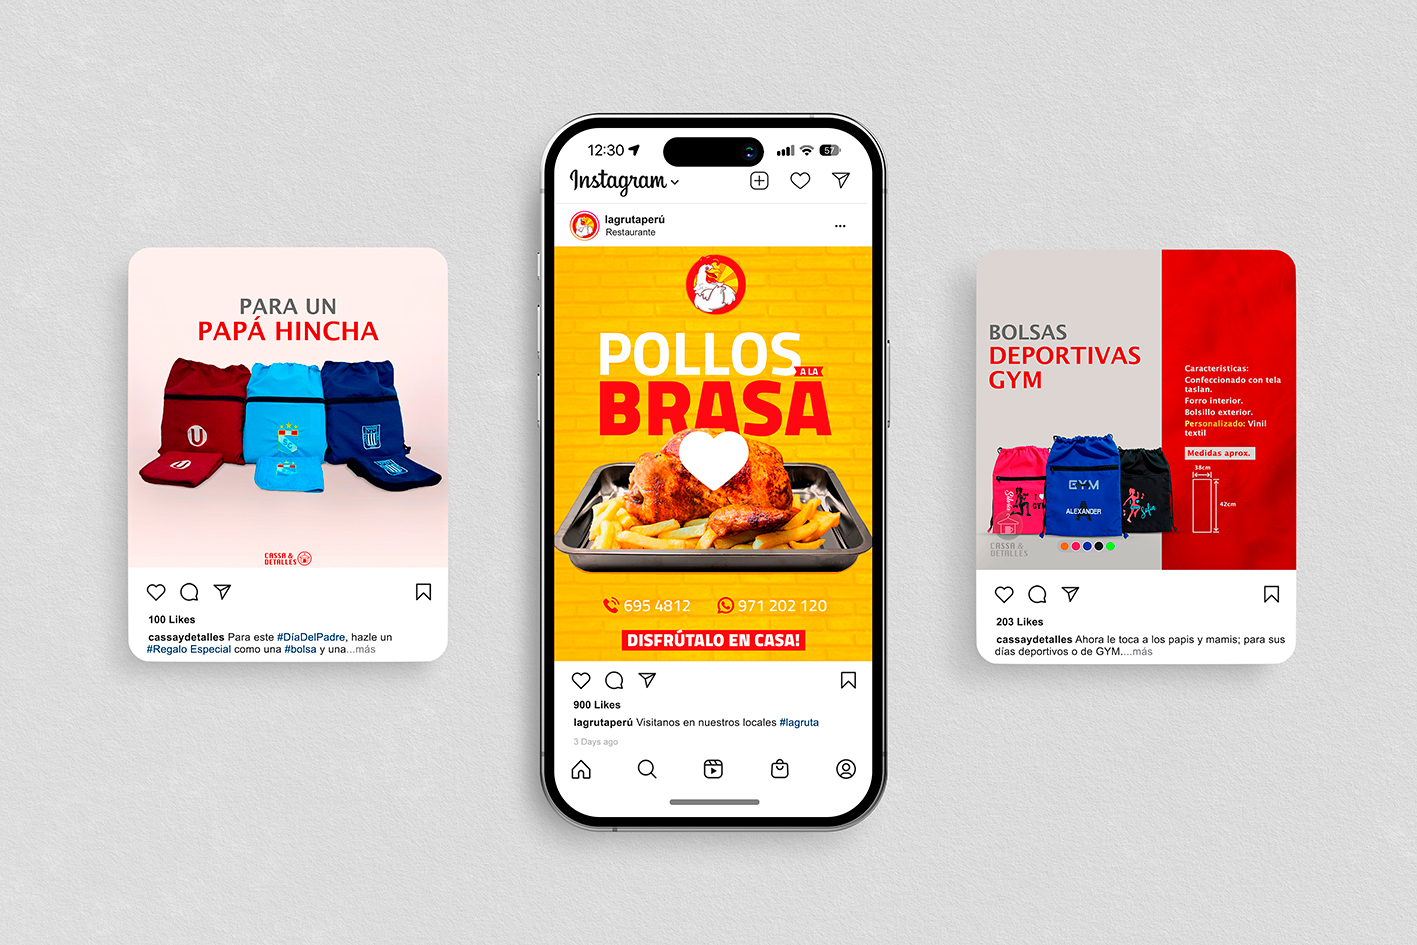 PARA UN
PAPÁ HINCHA
U
CASSA &
DETALLES
100 Likes
cassaydetalles Para este #DíaDelPadre, hazle un
#Regalo Especial como una #bolsa y una...más
12:30
57
Instagram
lagrutaperú
Restaurante
POLLOS
A LA
BRASA
695 4812 971 202 120
DISFRÚTALO EN CASA!
900 Likes
lagrutaperú Visitanos en nuestros locales #lagruta
3 Days ago
BOLSAS
DEPORTIVAS
GYM
Características:
Confeccionado con tela
taslan.
Forro interior.
Bolsillo exterior.
Personalizado: Vinil
textil
Medidas aprox.
38cm
42cm
GYM
ALEXANDER
I
GYM
Sofia
CASSA &
DETALLES
203 Likes
cassaydetalles Ahora le toca a los papis y mamis; para sus
días deportivos o de GYM....más